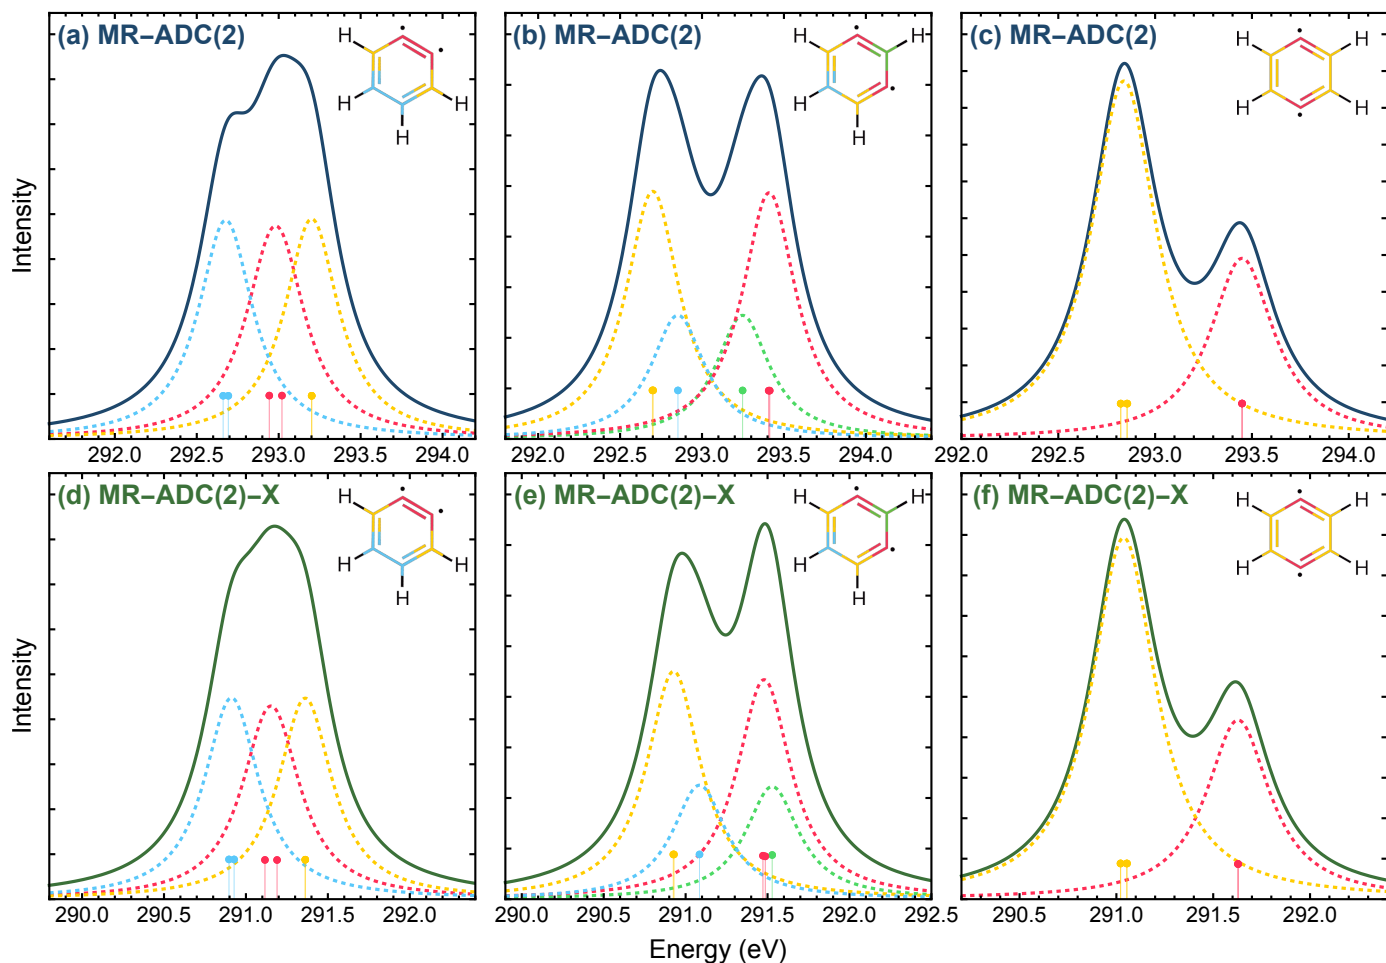 (a) MR–ADC(2)
H
H
H
(b) MR–ADC(2)
H
H
H
(c) MR–ADC(2)
H
H
H
H
Intensity
292.0 292.5 293.0 293.5 294.0
292.5 293.0 293.5 294.0
292.0 292.5 293.0 293.5 294.0
(d) MR–ADC(2)–X
H
H
H
(e) MR–ADC(2)–X
H
H
H
(f) MR–ADC(2)–X
H
H
H
H
Intensity
290.0 290.5 291.0 291.5 292.0
290.0 290.5 291.0 291.5 292.0 292.5
290.5 291.0 291.5 292.0
Energy (eV)